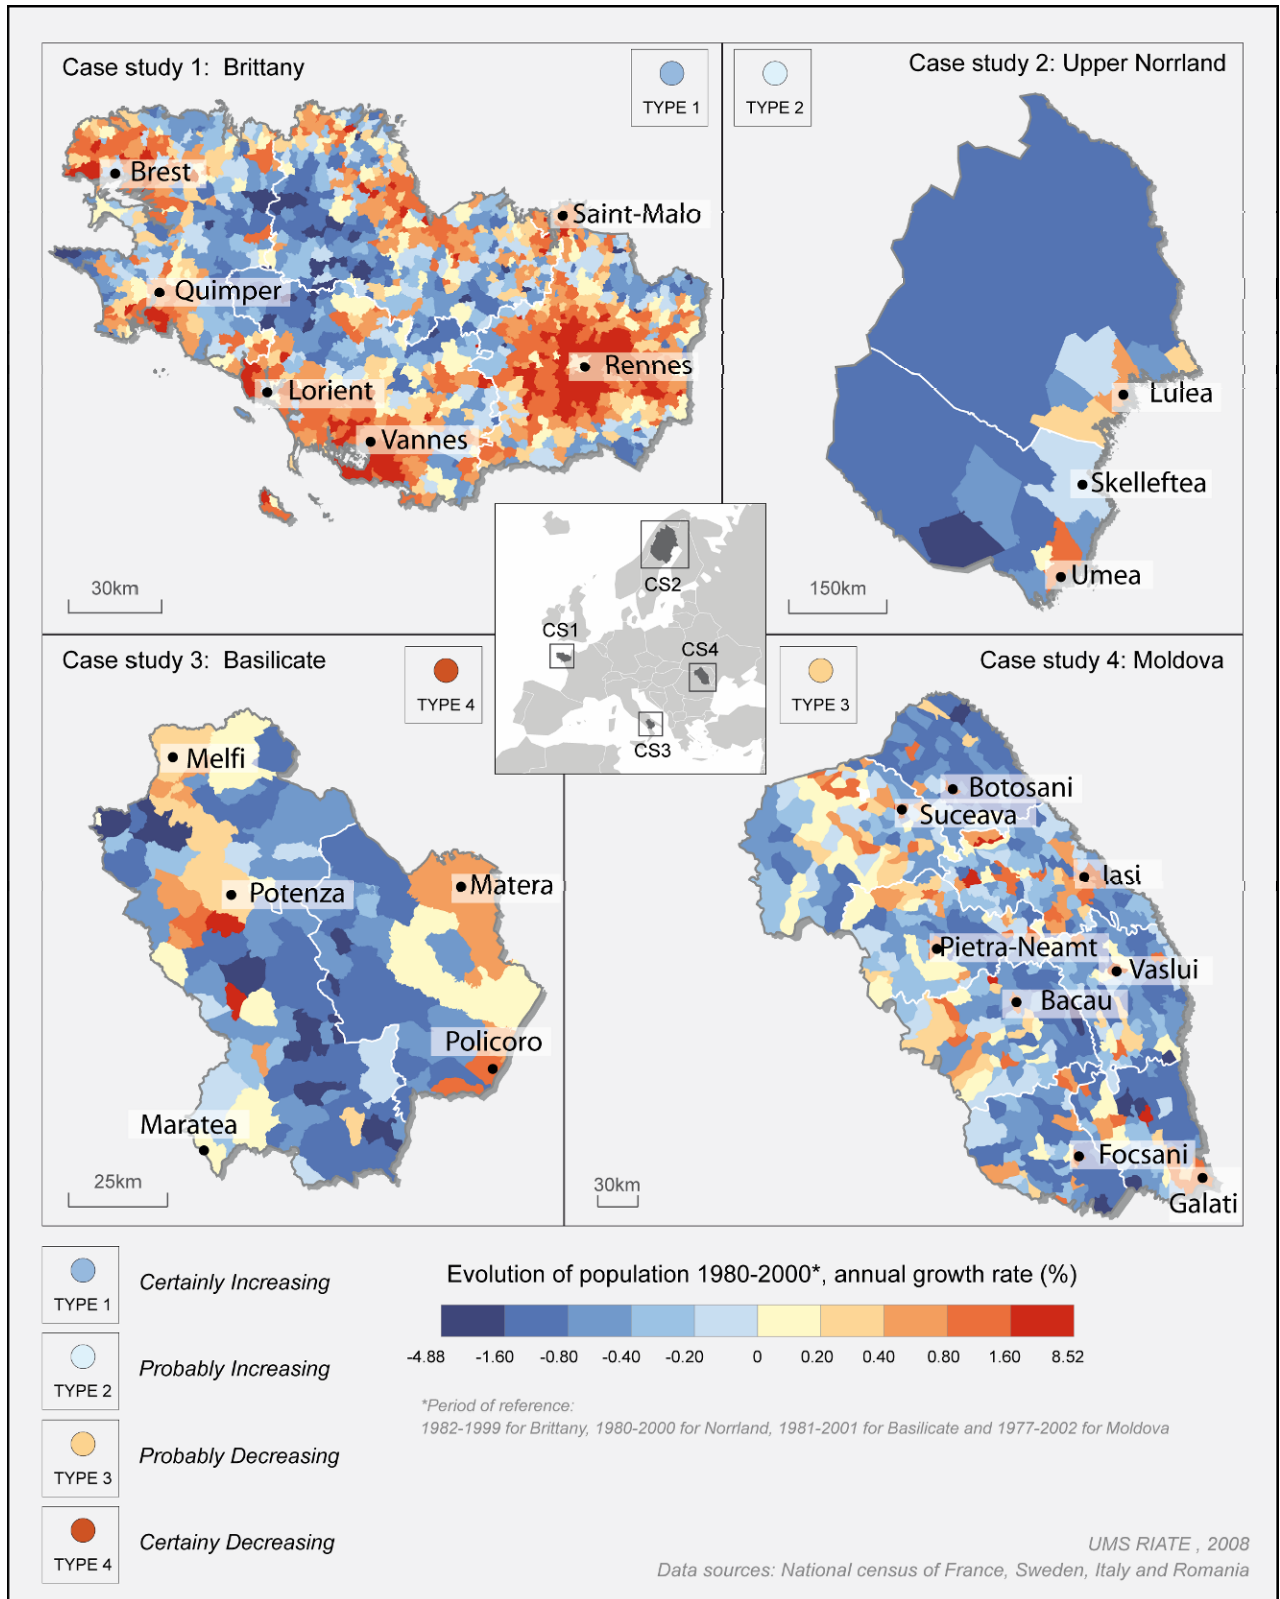 Case study 1: Brittany
TYPE 1
TYPE 2
Case study 2: Upper Norrland
Brest
Saint-Malo
Quimper
Rennes
Lorient
Vannes
30km
Lulea
Skelleftea
Umea
150km
CS2
CS1
CS4
CS3
Case study 3: Basilicate
TYPE 4
TYPE 3
Case study 4: Moldova
Melfi
Potenza
Matera
Policoro
Maratea
25km
Botosani
Suceava
Iasi
Pietra-Neamt
Vaslui
Bacau
Focsani
Galati
30km
TYPE 1
Certainly Increasing
TYPE 2
Probably Increasing
TYPE 3
Probably Decreasing
TYPE 4
Certainy Decreasing
Evolution of population 1980-2000*, annual growth rate (%)
-4.88 -1.60 -0.80 -0.40 -0.20 0 0.20 0.40 0.80 1.60 8.52
*Period of reference:
1982-1999 for Brittany, 1980-2000 for Norrland, 1981-2001 for Basilicate and 1977-2002 for Moldova
UMS RIATE , 2008
Data sources: National census of France, Sweden, Italy and Romania